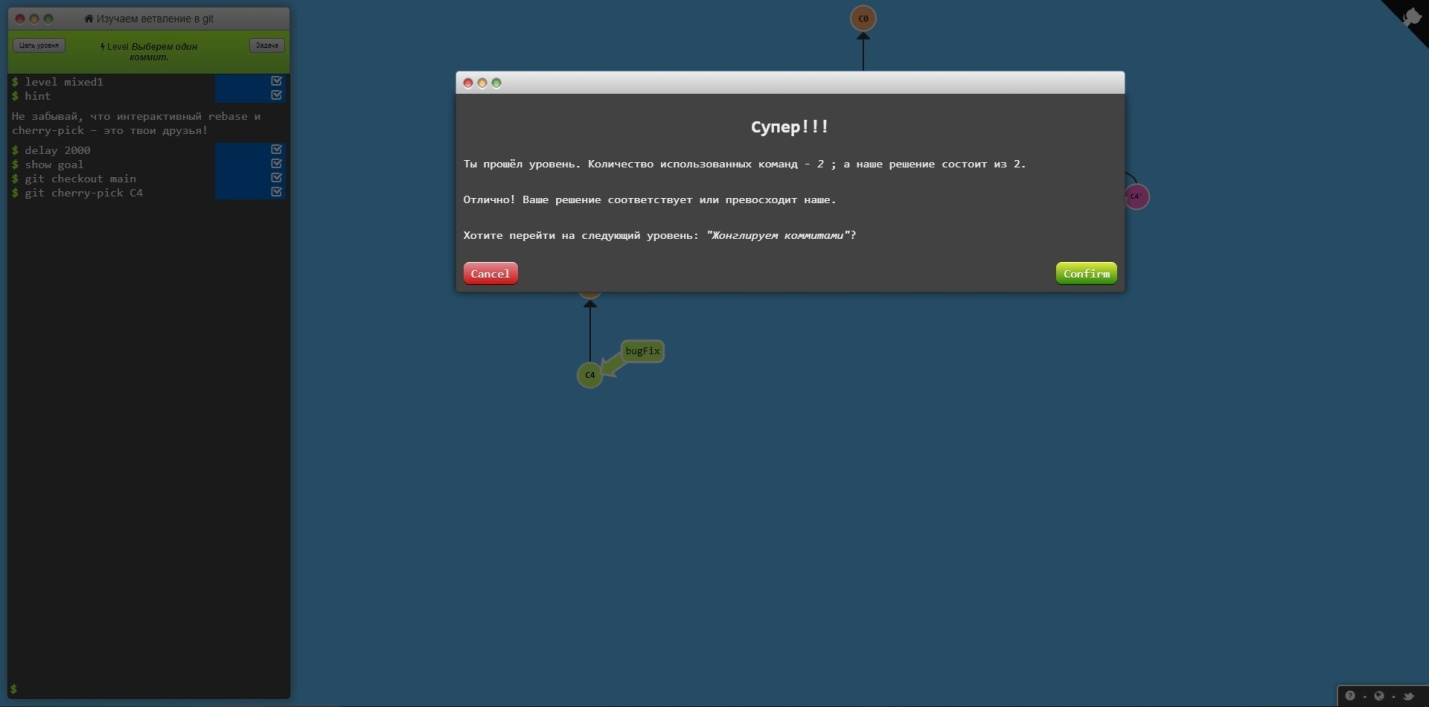 Изучаем ветвление в git
Цель уровня
Level Выберем один
коммит.
Задача
$ level mixed1
$ hint
Не забывай, что интерактивный rebase и
cherry-pick – это твои друзья!
$ delay 2000
$ show goal
$ git checkout main
$ git cherry-pick C4
$
C0
Супер!!!
Ты прошёл уровень. Количество использованных команд - 2 ; а наше решение состоит из 2.
Отлично! Ваше решение соответствует или превосходит наше.
Хотите перейти на следующий уровень: "Жонглируем коммитами"?
Cancel
Confirm
C4'
bugFix
C4